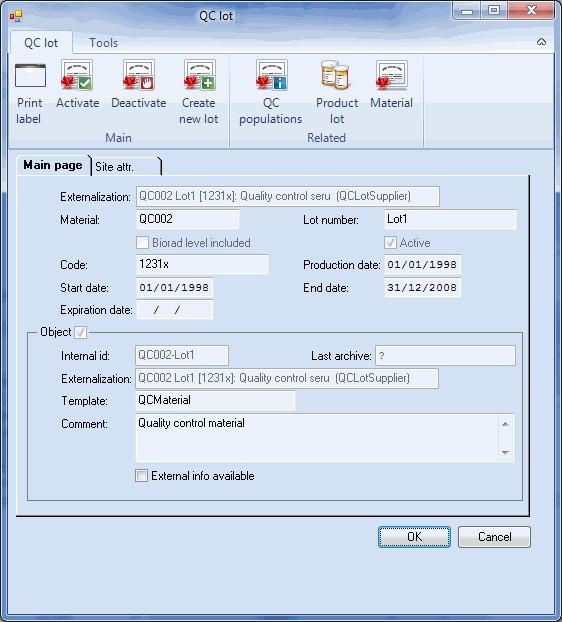 QC lot
QC lot Tools
Print label Activate Deactivate Create new lot QC populations Product lot Material
Main Related
Main page Site attr.
Externalization: QC002 Lot1 [1231x]: Quality control seru (QCLotSupplier)
Material: QC002 Lot number: Lot1
Biorad level included Active
Code: 1231x Production date: 01/01/1998
Start date: 01/01/1998 End date: 31/12/2008
Expiration date: / /
Object
Internal id: QC002-Lot1 Last archive: ?
Externalization: QC002 Lot1 [1231x]: Quality control seru (QCLotSupplier)
Template: QCMaterial
Comment: Quality control material
External info available
OK Cancel